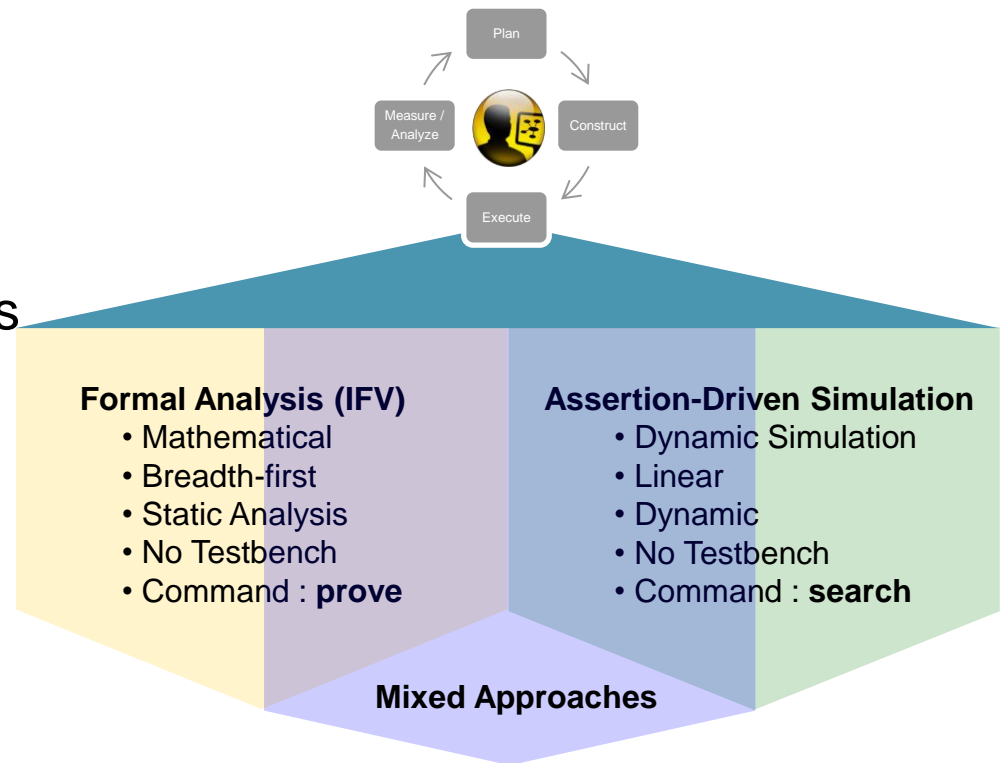 Plan
Measure /
Analyze
Construct
Execute
s
Formal Analysis (IFV)
• Mathematical
• Breadth-first
• Static Analysis
• No Testbench
• Command : prove
Assertion-Driven Simulation
• Dynamic Simulation
• Linear
• Dynamic
• No Testbench
• Command : search
Mixed Approaches